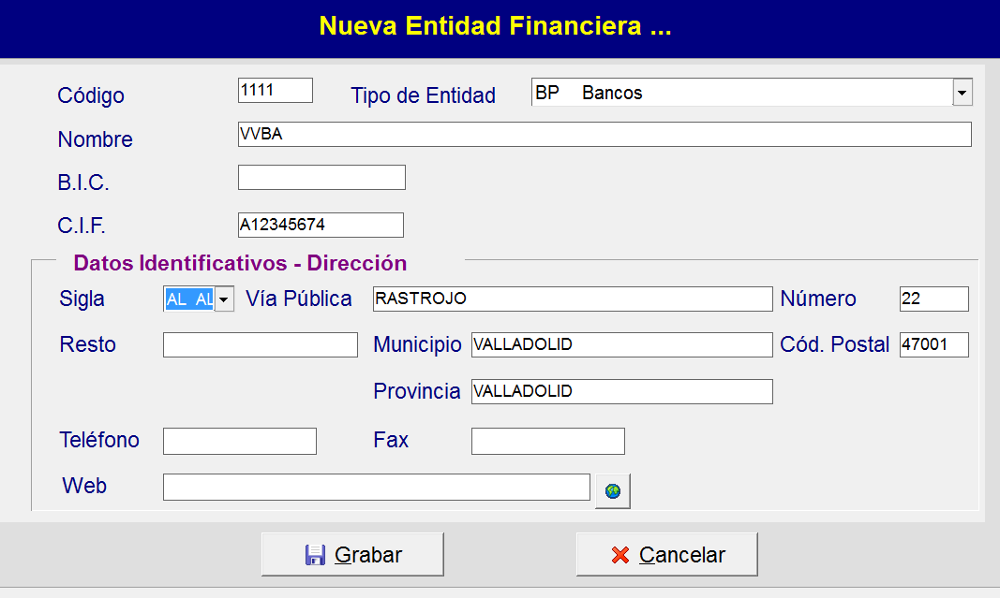 Nueva Entidad Financiera ...
Código 1111 Tipo de Entidad BP Bancos
Nombre VVBA
B.I.C.
C.I.F. A12345674
Datos Identificativos - Dirección
Sigla AL AL Vía Pública RASTROJO Número 22
Resto Municipio VALLADOLID Cód. Postal 47001
Provincia VALLADOLID
Teléfono Fax
Web
Grabar Cancelar